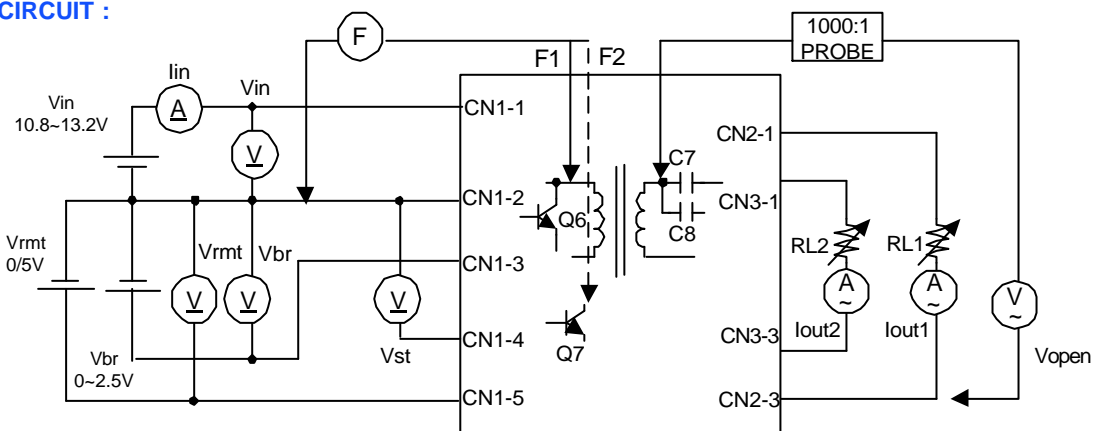 CIRCUIT :
1000:1
PROBE
F
F1
F2
Iin
Vin
Vin
10.8~13.2V
A
CN1-1
V
CN2-1
C7
CN1-2
CN3-1
Q6
C8
Vrmt
0/5V
Vrmt
Vbr
RL2
RL1
CN1-3
V
V
V
A
~
A
~
V
~
Vbr
0~2.5V
Vst
CN1-4
Q7
CN3-3
Iout2
Iout1
Vopen
CN1-5
CN2-3